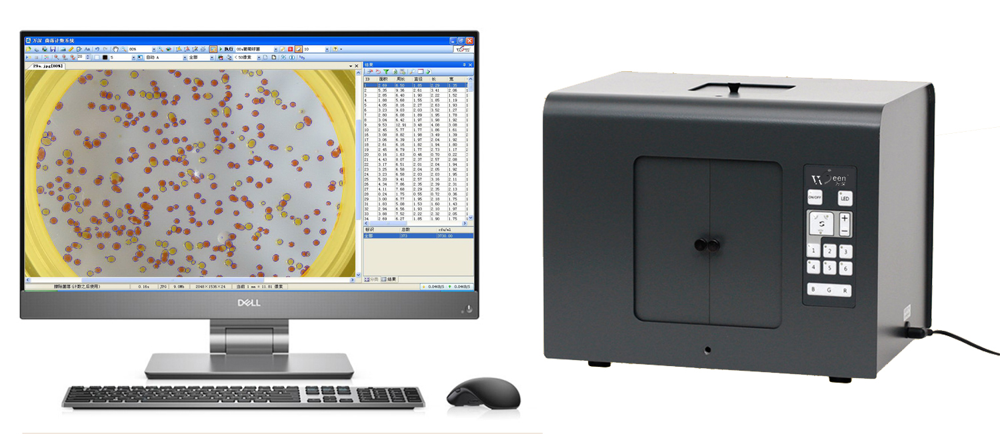 万深 菌落计数系统
80%
执行
00a葡萄球菌
10
20
5
自动 A
全部
< 50像素
29a.jpg[80%]
结果
ID 面积 周长 直径 长 宽
1 2.69 6.50 1.85 2.29 1.35
2 5.35 9.36 2.61 3.41 2.06
3 2.85 6.40 1.90 2.22 1.52
4 1.88 5.68 1.55 1.85 1.19
5 4.05 8.16 2.27 2.63 1.93
6 3.23 9.03 2.03 3.52 1.27
7 2.80 6.08 1.89 1.95 1.78
8 3.04 6.42 1.97 1.98 1.92
9 9.53 12.91 3.48 4.08 3.08
10 2.45 5.77 1.77 1.86 1.61
16 3.08 8.82 1.98 3.49 1.39
17 3.06 6.39 1.97 2.04 1.92
18 2.61 6.16 1.82 1.94 1.80
19 2.45 6.79 1.77 2.73 1.17
20 0.16 1.63 0.46 0.70 0.22
21 4.43 8.07 2.37 2.57 2.08
22 3.17 6.51 2.01 2.04 1.94
23 3.25 6.58 2.04 2.05 1.92
24 3.23 6.58 2.03 2.03 1.95
25 5.20 9.41 2.57 3.16 2.11
26 4.34 7.86 2.35 2.39 2.31
27 4.11 7.68 2.29 2.35 2.13
28 0.24 1.75 0.55 0.72 0.36
29 3.00 6.77 1.95 2.18 1.75
31 1.83 5.08 1.53 1.60 1.43
32 2.94 6.56 1.93 2.10 1.97
33 3.88 7.52 2.22 2.32 2.05
34 2.69 6.27 1.85 1.90 1.75
标识 总数 cfu/ml
全部 373 3730.00
分类 结果
擦除菌落(计数之后使用) 0.16s JPG 9.0Mb 2048×1536×24 当前 1 mm = 11.81 像素
0.04KB/S 0.04KB/S
DELL
WSeen
万深
ON/OFF LED
S
+
−
1 2 3
4 5 6
B G R